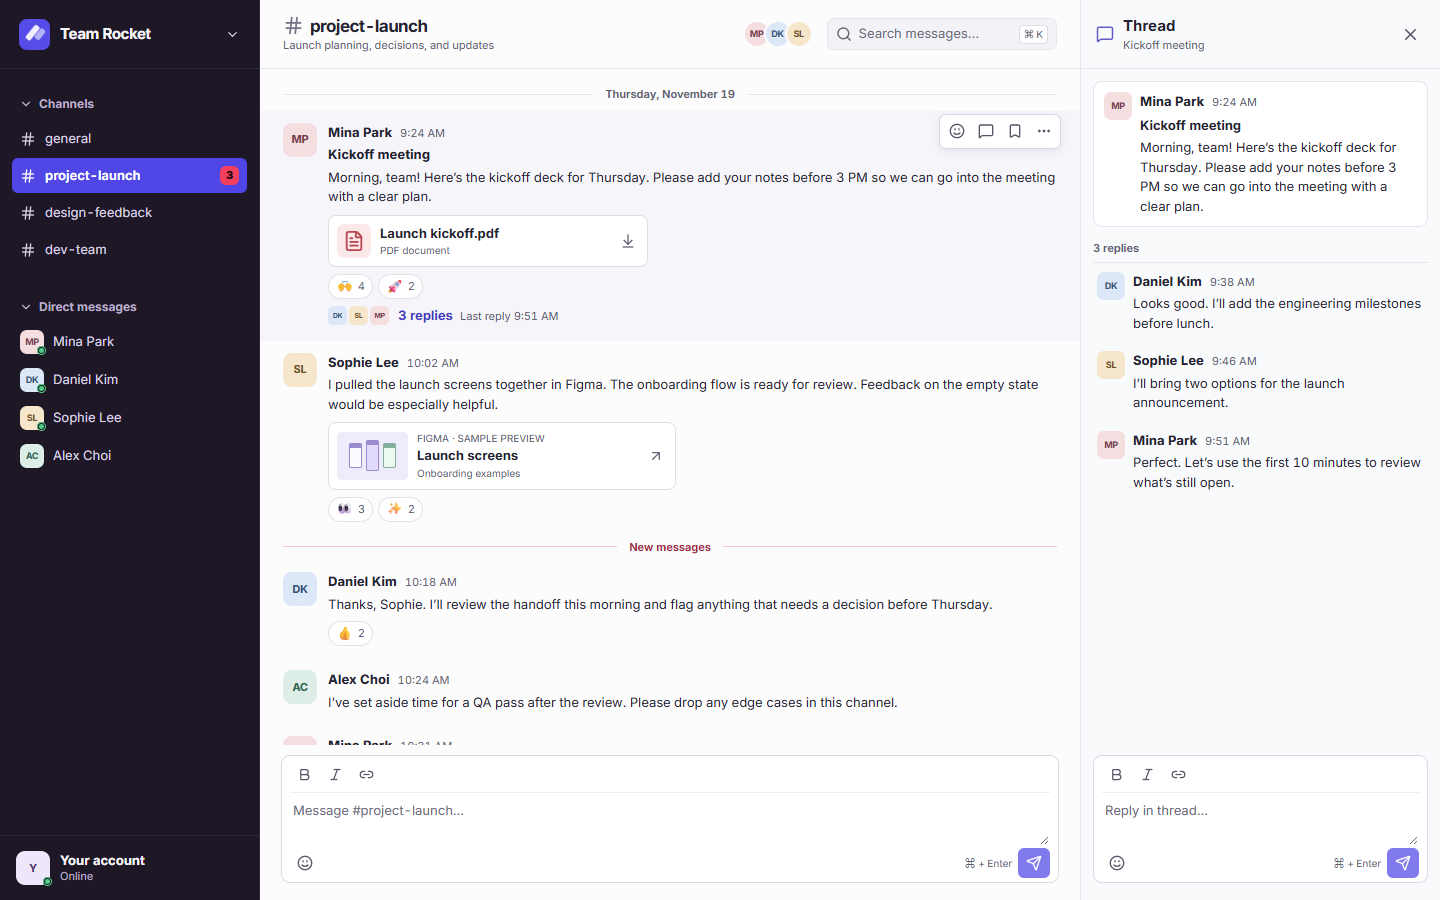 Team Rocket
Channels
# general
# project-launch
3
# design-feedback
# dev-team
Direct messages
MP
Mina Park
DK
Daniel Kim
SL
Sophie Lee
AC
Alex Choi
Y
Your account
Online
# project-launch
Launch planning, decisions, and updates
MP DK SL
Search messages...
⌘ K
Thursday, November 19
MP
Mina Park 9:24 AM
Kickoff meeting
Morning, team! Here’s the kickoff deck for Thursday. Please add your notes before 3 PM so we can go into the meeting
with a clear plan.
Launch kickoff.pdf
PDF document
🙌 4 🚀 2
DK SL MP 3 replies Last reply 9:51 AM
SL
Sophie Lee 10:02 AM
I pulled the launch screens together in Figma. The onboarding flow is ready for review. Feedback on the empty state
would be especially helpful.
FIGMA · SAMPLE PREVIEW
Launch screens
Onboarding examples
👀 3 ✨ 2
New messages
DK
Daniel Kim 10:18 AM
Thanks, Sophie. I’ll review the handoff this morning and flag anything that needs a decision before Thursday.
👍 2
AC
Alex Choi 10:24 AM
I’ve set aside time for a QA pass after the review. Please drop any edge cases in this channel.
Mina Park 10:31 AM
B I
Message #project-launch...
⌘ + Enter
Thread
Kickoff meeting
MP
Mina Park 9:24 AM
Kickoff meeting
Morning, team! Here’s the kickoff deck for
Thursday. Please add your notes before 3
PM so we can go into the meeting with a
clear plan.
3 replies
DK
Daniel Kim 9:38 AM
Looks good. I’ll add the engineering milestones
before lunch.
SL
Sophie Lee 9:46 AM
I’ll bring two options for the launch
announcement.
MP
Mina Park 9:51 AM
Perfect. Let’s use the first 10 minutes to review
what’s still open.
B I
Reply in thread...
⌘ + Enter